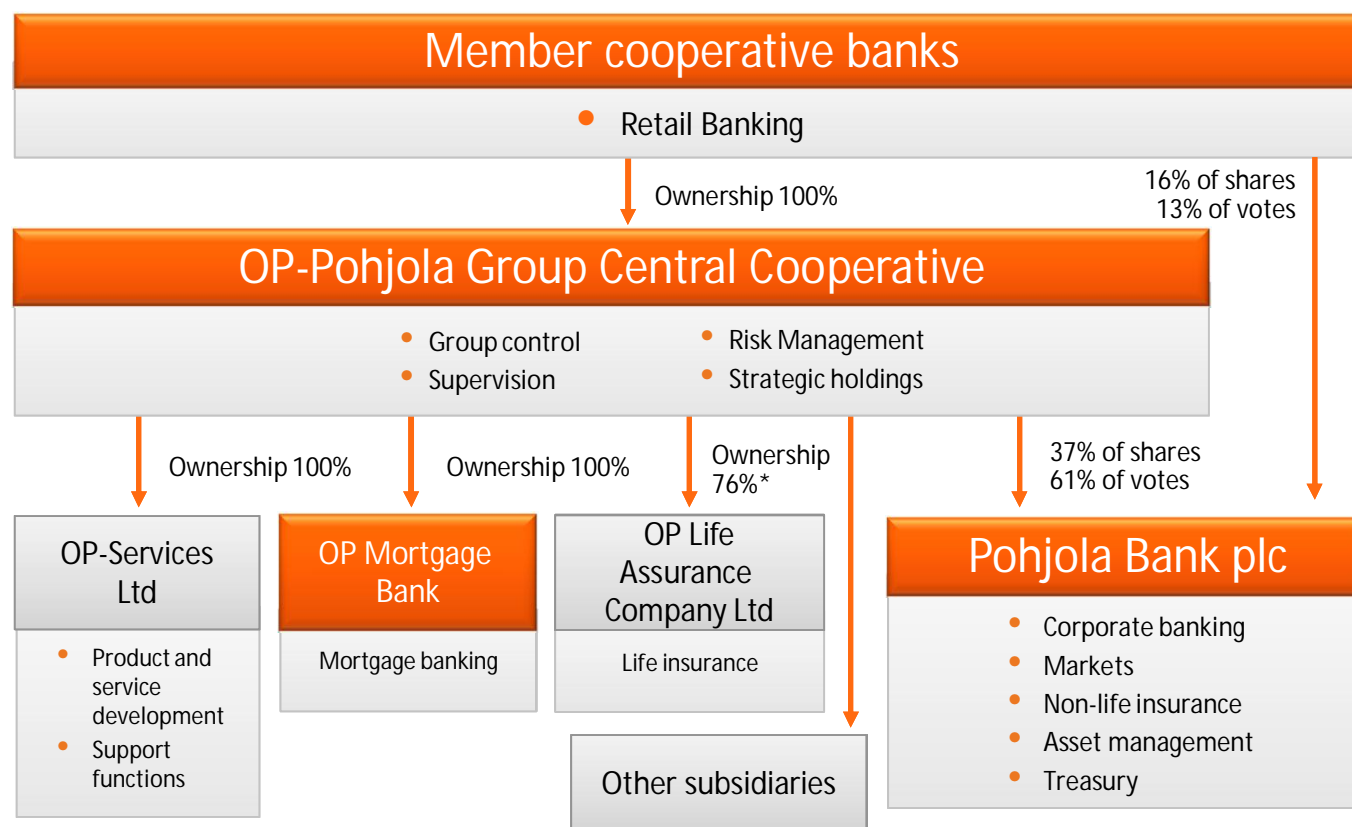 Member cooperative banks
• Retail Banking
Ownership 100%
16% of shares
13% of votes
OP-Pohjola Group Central Cooperative
• Group control
• Supervision
• Risk Management
• Strategic holdings
Ownership 100%
Ownership 100%
Ownership
76%*
37% of shares
61% of votes
OP-Services
Ltd
• Product and
service
development
• Support
functions
OP Mortgage
Bank
Mortgage banking
OP Life
Assurance
Company Ltd
Life insurance
Other subsidiaries
Pohjola Bank plc
• Corporate banking
• Markets
• Non-life insurance
• Asset management
• Treasury